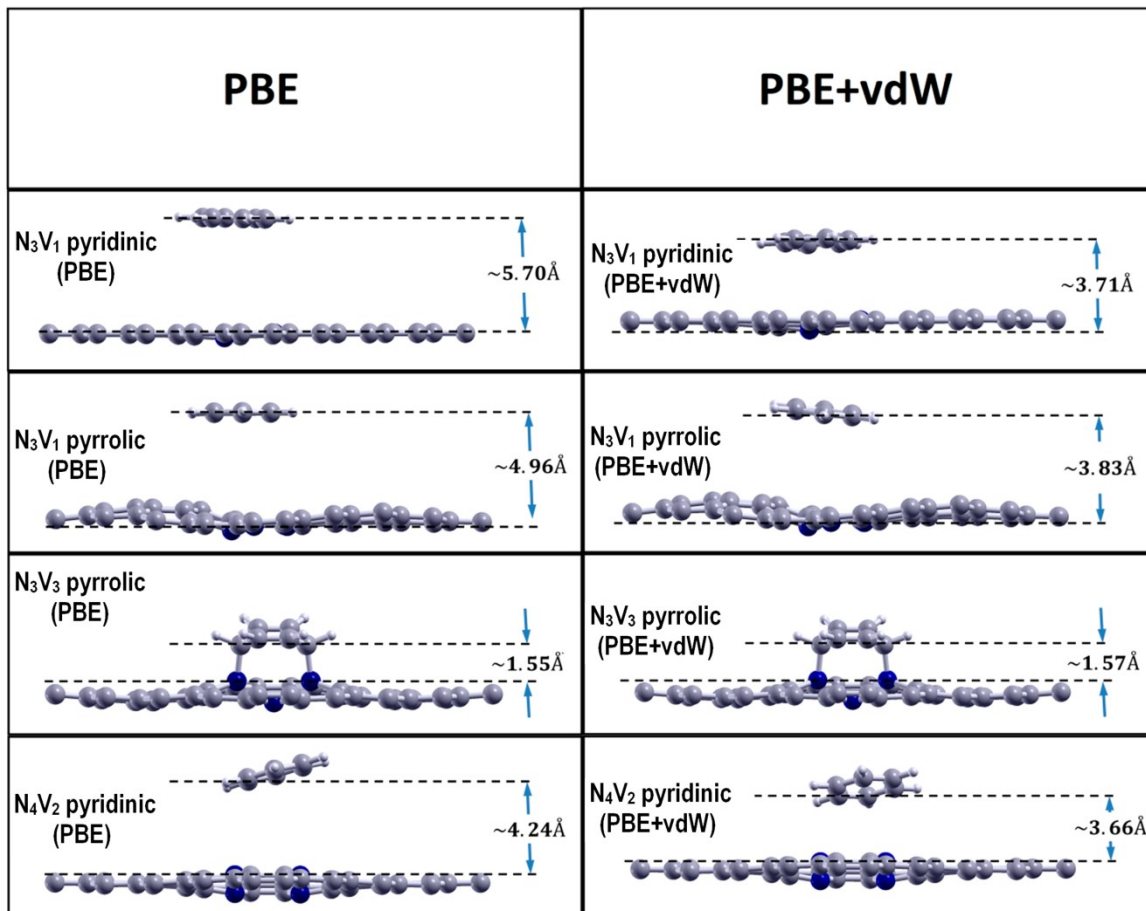 PBE
PBE+vdW
N₃V₁ pyridinic
(PBE)
~5.70Å
N₃V₁ pyridinic
(PBE+vdW)
~3.71Å
N₃V₁ pyrrolic
(PBE)
~4.96Å
N₃V₁ pyrrolic
(PBE+vdW)
~3.83Å
N₃V₃ pyrrolic
(PBE)
~1.55Å
N₃V₃ pyrrolic
(PBE+vdW)
~1.57Å
N₄V₂ pyridinic
(PBE)
~4.24Å
N₄V₂ pyridinic
(PBE+vdW)
~3.66Å